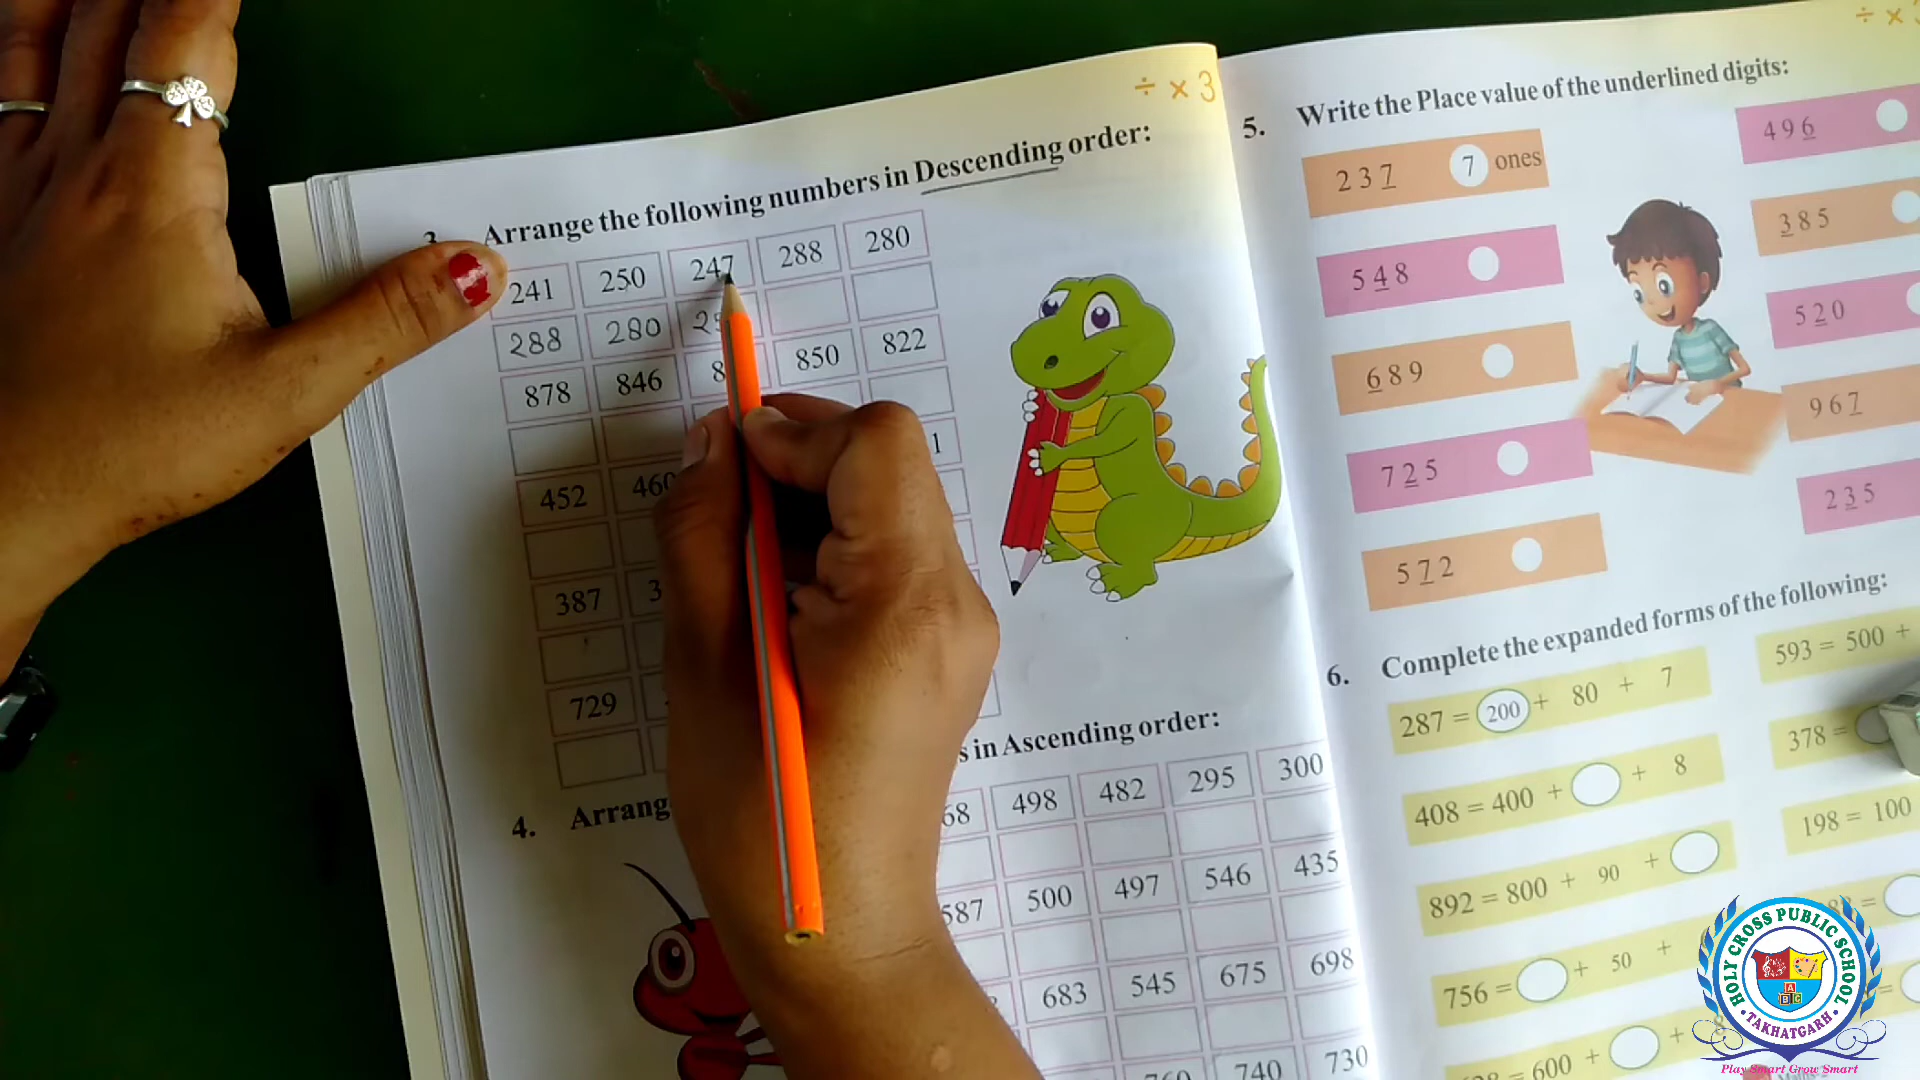 ÷ × 3
Arrange the following numbers in Descending order:
241 250 247 288 280
288 280
878 846 850 822
1
452 460
387
729
s in Ascending order:
4. Arrang
68 498 482 295 300
587 500 497 546 435
683 545 675 698
740 730
÷ × 3
5. Write the Place value of the underlined digits:
237 7 ones
496
548
385
689
520
725
967
572
235
6. Complete the expanded forms of the following:
287 = 200 + 80 + 7
593 = 500 +
408 = 400 + + 8
378 =
892 = 800 + 90 +
198 = 100
756 = + 50 +
= 600 + +
HOLY CROSS PUBLIC SCHOOL
A
B C
• TAKHATGARH •
Play Smart Grow Smart